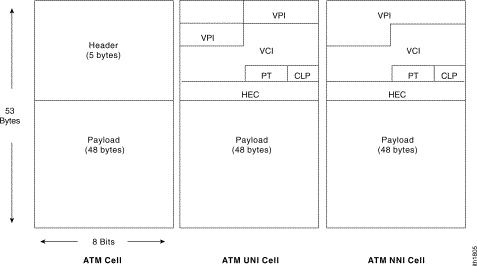 53
Bytes
Header
(5 bytes)
Payload
(48 bytes)
8 Bits
ATM Cell
VPI
VPI
VCI
PT
CLP
HEC
Payload
(48 bytes)
ATM UNI Cell
VPI
VCI
PT
CLP
HEC
Payload
(48 bytes)
ATM NNI Cell
ith1805